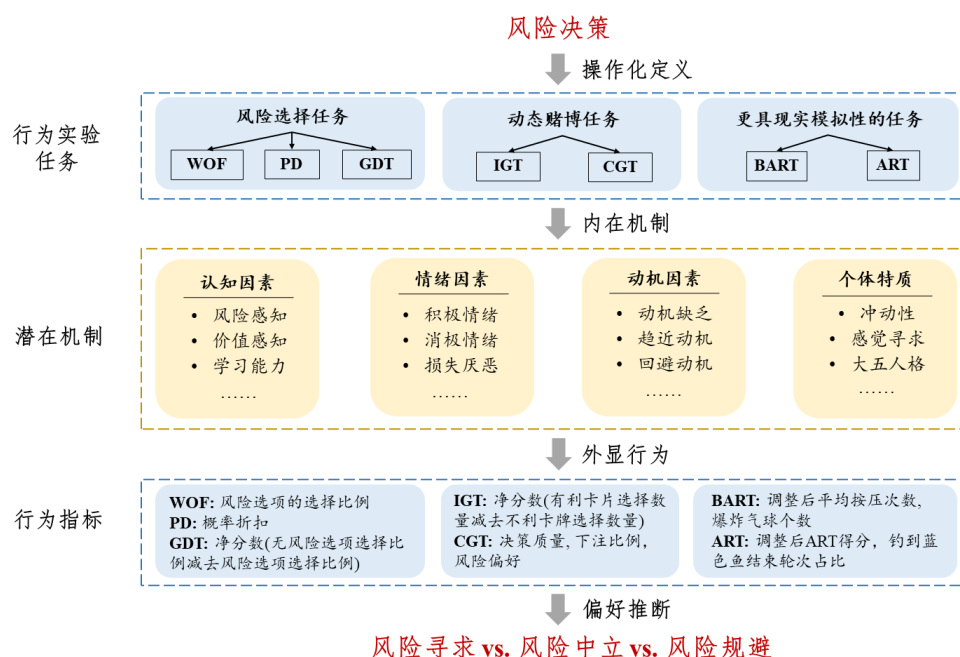 风险决策
操作化定义
行为实验
任务
风险选择任务
WOF
PD
GDT
动态赌博任务
IGT
CGT
更具现实模拟性的任务
BART
ART
内在机制
潜在机制
认知因素
• 风险感知
• 价值感知
• 学习能力
……
情绪因素
• 积极情绪
• 消极情绪
• 损失厌恶
……
动机因素
• 动机缺乏
• 趋近动机
• 回避动机
……
个体特质
• 冲动性
• 感觉寻求
• 大五人格
……
外显行为
行为指标
WOF: 风险选项的选择比例
PD: 概率折扣
GDT: 净分数(无风险选项选择比
例减去风险选项选择比例)
IGT: 净分数(有利卡片选择数
量减去不利卡牌选择数量)
CGT: 决策质量, 下注比例,
风险偏好
BART: 调整后平均按压次数,
爆炸气球个数
ART: 调整后ART得分，钓到蓝
色鱼结束轮次占比
偏好推断
风险寻求 vs. 风险中立 vs. 风险规避